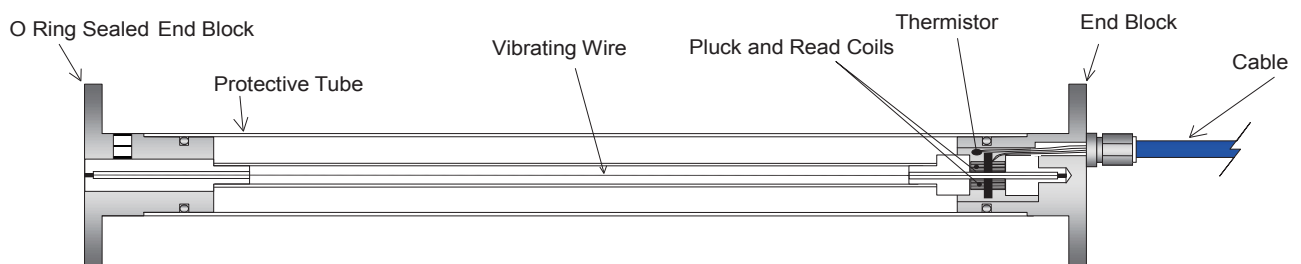 O Ring Sealed End Block
Protective Tube
Vibrating Wire
Pluck and Read Coils
Thermistor
End Block
Cable